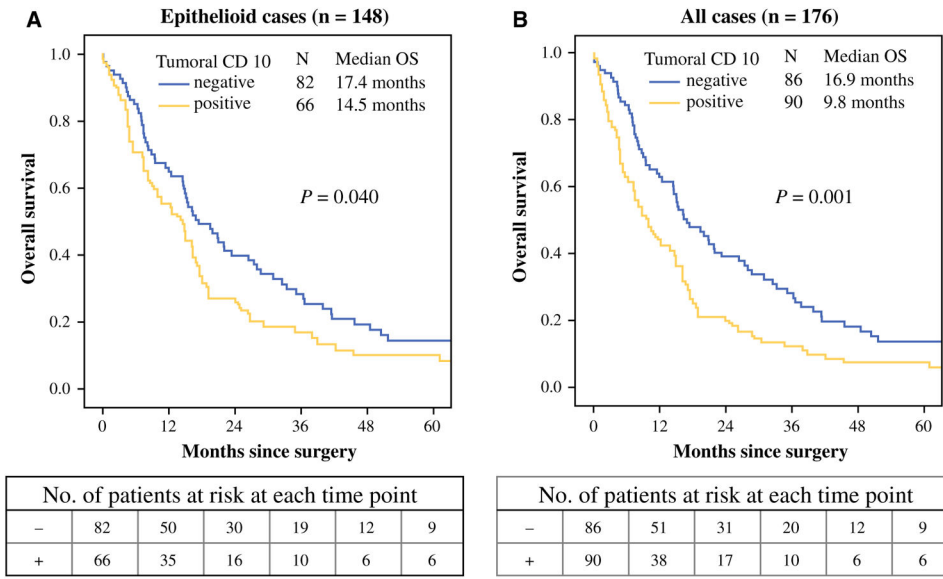 A
Epithelioid cases (n = 148)
Tumoral CD 10 N Median OS
negative 82 17.4 months
positive 66 14.5 months
P = 0.040
Overall survival
1.0
0.8
0.6
0.4
0.2
0.0
0 12 24 36 48 60
Months since surgery
No. of patients at risk at each time point
– 82 50 30 19 12 9
+ 66 35 16 10 6 6
B
All cases (n = 176)
Tumoral CD 10 N Median OS
negative 86 16.9 months
positive 90 9.8 months
P = 0.001
Overall survival
1.0
0.8
0.6
0.4
0.2
0.0
0 12 24 36 48 60
Months since surgery
No. of patients at risk at each time point
– 86 51 31 20 12 9
+ 90 38 17 10 6 6